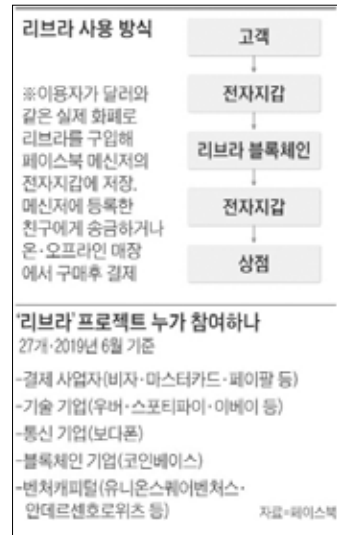 리브라 사용 방식
※이용자가 달러와
같은 실제 화폐로
리브라를 구입해
페이스북 메신저의
전자지갑에 저장,
메신저에 등록한
친구에게 송금하거나
온·오프라인 매장
에서 구매후 결제
고객
전자지갑
리브라 블록체인
전자지갑
상점
'리브라' 프로젝트 누가 참여하나
27개·2019년 6월 기준
-결제 사업자(비자·마스터카드·페이팔 등)
-기술 기업(우버·스포티파이·이베이 등)
-통신 기업(보다폰)
-블록체인 기업(코인베이스)
-벤처캐피털(유니온스퀘어벤처스·
안데르센호로위츠 등)
자료=페이스북